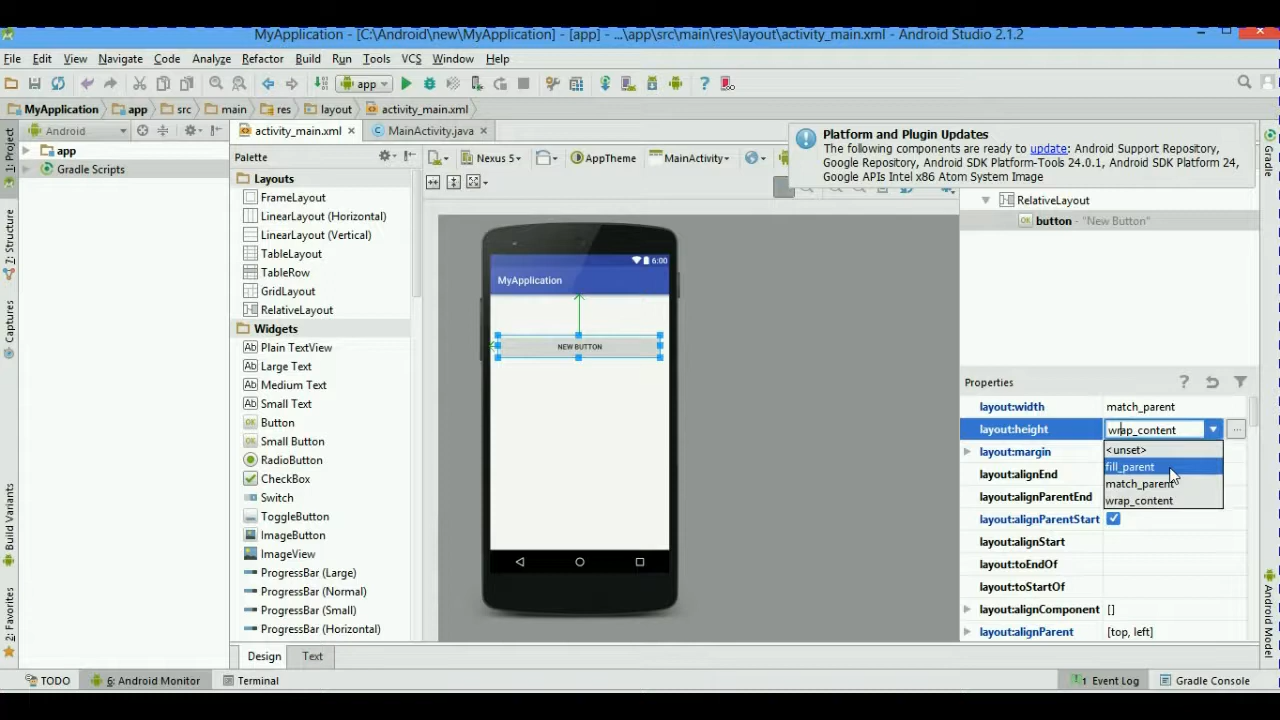 MyApplication - [C:\Android\new\MyApplication] - [app] - ...\app\src\main\res\layout\activity_main.xml - Android Studio 2.1.2
File Edit View Navigate Code Analyze Refactor Build Run Tools VCS Window Help
app
MyApplication app src main res layout activity_main.xml
Android
activity_main.xml
MainActivity.java
1: Project
Z: Structure
Captures
Build Variants
2: Favorites
app
Gradle Scripts
Palette
Layouts
FrameLayout
LinearLayout (Horizontal)
LinearLayout (Vertical)
TableLayout
TableRow
GridLayout
RelativeLayout
Widgets
Ab Plain TextView
Ab Large Text
Ab Medium Text
Ab Small Text
OK Button
OK Small Button
RadioButton
CheckBox
Switch
ToggleButton
ImageButton
ImageView
ProgressBar (Large)
ProgressBar (Normal)
ProgressBar (Small)
ProgressBar (Horizontal)
Nexus 5 AppTheme MainActivity
6:00
MyApplication
NEW BUTTON
Platform and Plugin Updates
The following components are ready to update: Android Support Repository,
Google Repository, Android SDK Platform-Tools 24.0.1, Android SDK Platform 24,
Google APIs Intel x86 Atom System Image
RelativeLayout
OK button - "New Button"
Properties
?
layout:width match_parent
layout:height wrap_content ...
<unset>
fill_parent
match_parent
wrap_content
layout:margin
layout:alignEnd
layout:alignParentEnd
layout:alignParentStart
layout:alignStart
layout:toEndOf
layout:toStartOf
layout:alignComponent []
layout:alignParent [top, left]
Gradle
Android Model
Design Text
TODO 6: Android Monitor Terminal 1 Event Log Gradle Console